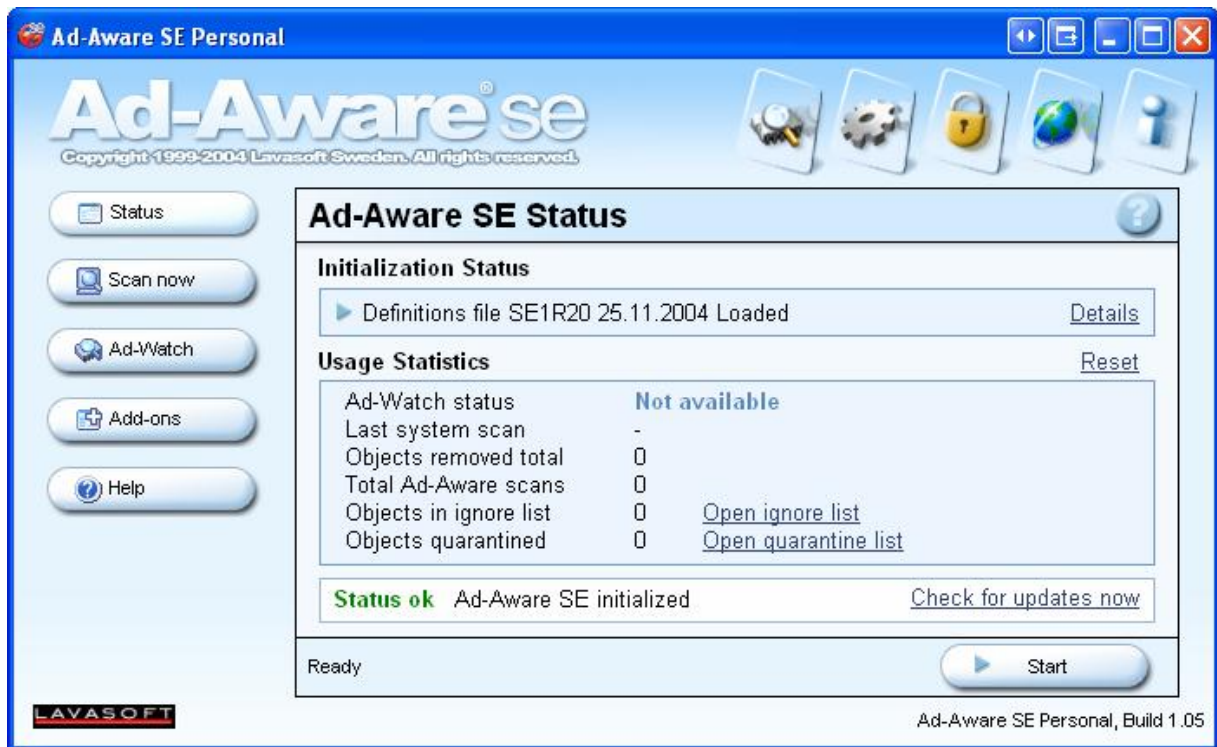 Ad-Aware SE Personal
Ad-Aware® se
Copyright 1999-2004 Lavasoft Sweden. All rights reserved.
Status
Scan now
Ad-Watch
Add-ons
Help
Ad-Aware SE Status
Initialization Status
Definitions file SE1R20 25.11.2004 Loaded Details
Usage Statistics Reset
Ad-Watch status Not available
Last system scan -
Objects removed total 0
Total Ad-Aware scans 0
Objects in ignore list 0 Open ignore list
Objects quarantined 0 Open quarantine list
Status ok Ad-Aware SE initialized Check for updates now
Ready Start
LAVASOFT
Ad-Aware SE Personal, Build 1.05